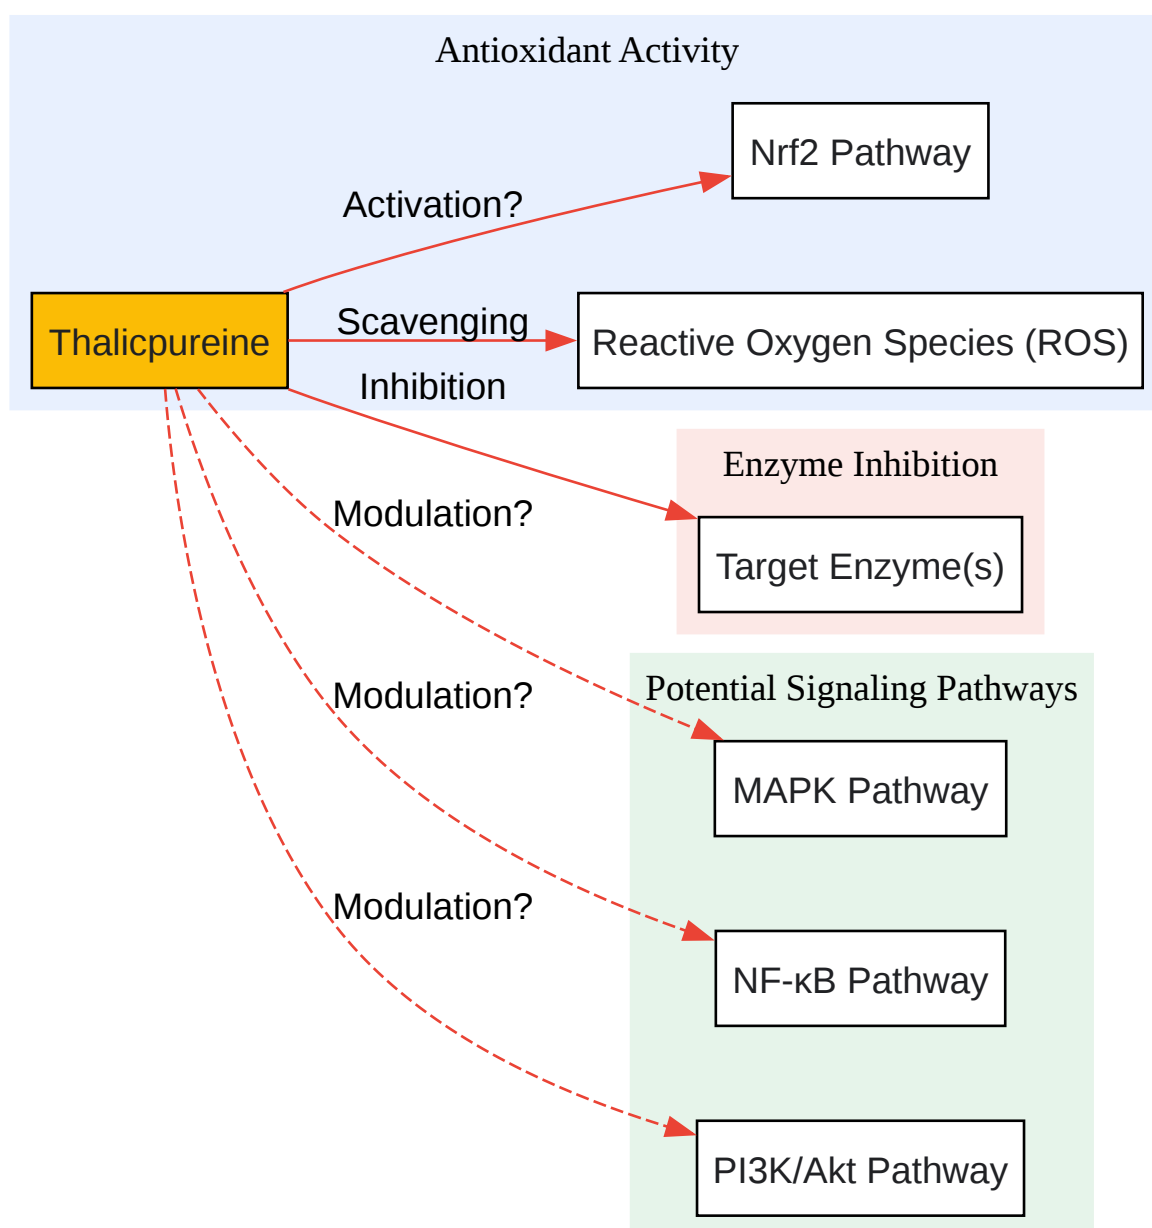 Antioxidant Activity
Nrf2 Pathway
Activation?
Thalicpureine
Scavenging
Reactive Oxygen Species (ROS)
Inhibition
Enzyme Inhibition
Target Enzyme(s)
Modulation?
Potential Signaling Pathways
Modulation?
MAPK Pathway
Modulation?
NF-κB Pathway
PI3K/Akt Pathway